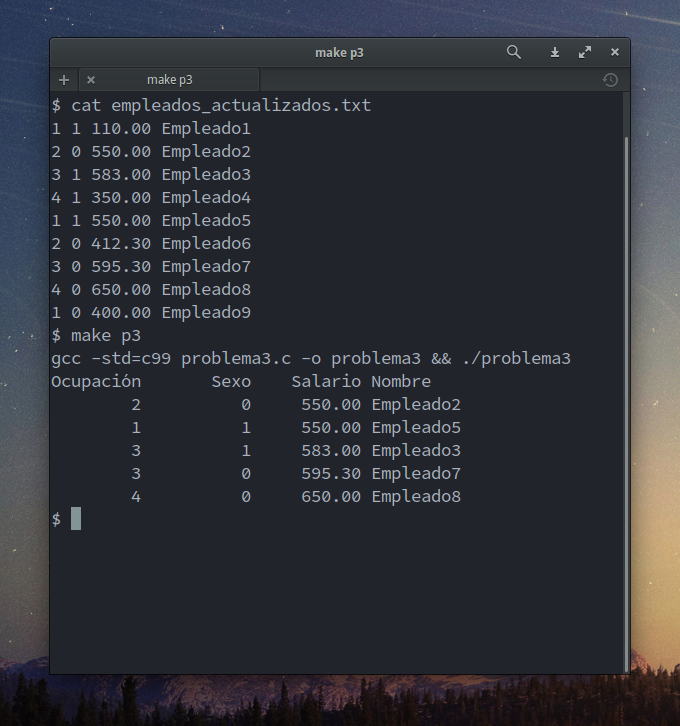 make p3
make p3
$ cat empleados_actualizados.txt
1 1 110.00 Empleado1
2 0 550.00 Empleado2
3 1 583.00 Empleado3
4 1 350.00 Empleado4
1 1 550.00 Empleado5
2 0 412.30 Empleado6
3 0 595.30 Empleado7
4 0 650.00 Empleado8
1 0 400.00 Empleado9
$ make p3
gcc -std=c99 problema3.c -o problema3 && ./problema3
Ocupación       Sexo    Salario Nombre
        2          0     550.00 Empleado2
        1          1     550.00 Empleado5
        3          1     583.00 Empleado3
        3          0     595.30 Empleado7
        4          0     650.00 Empleado8
$